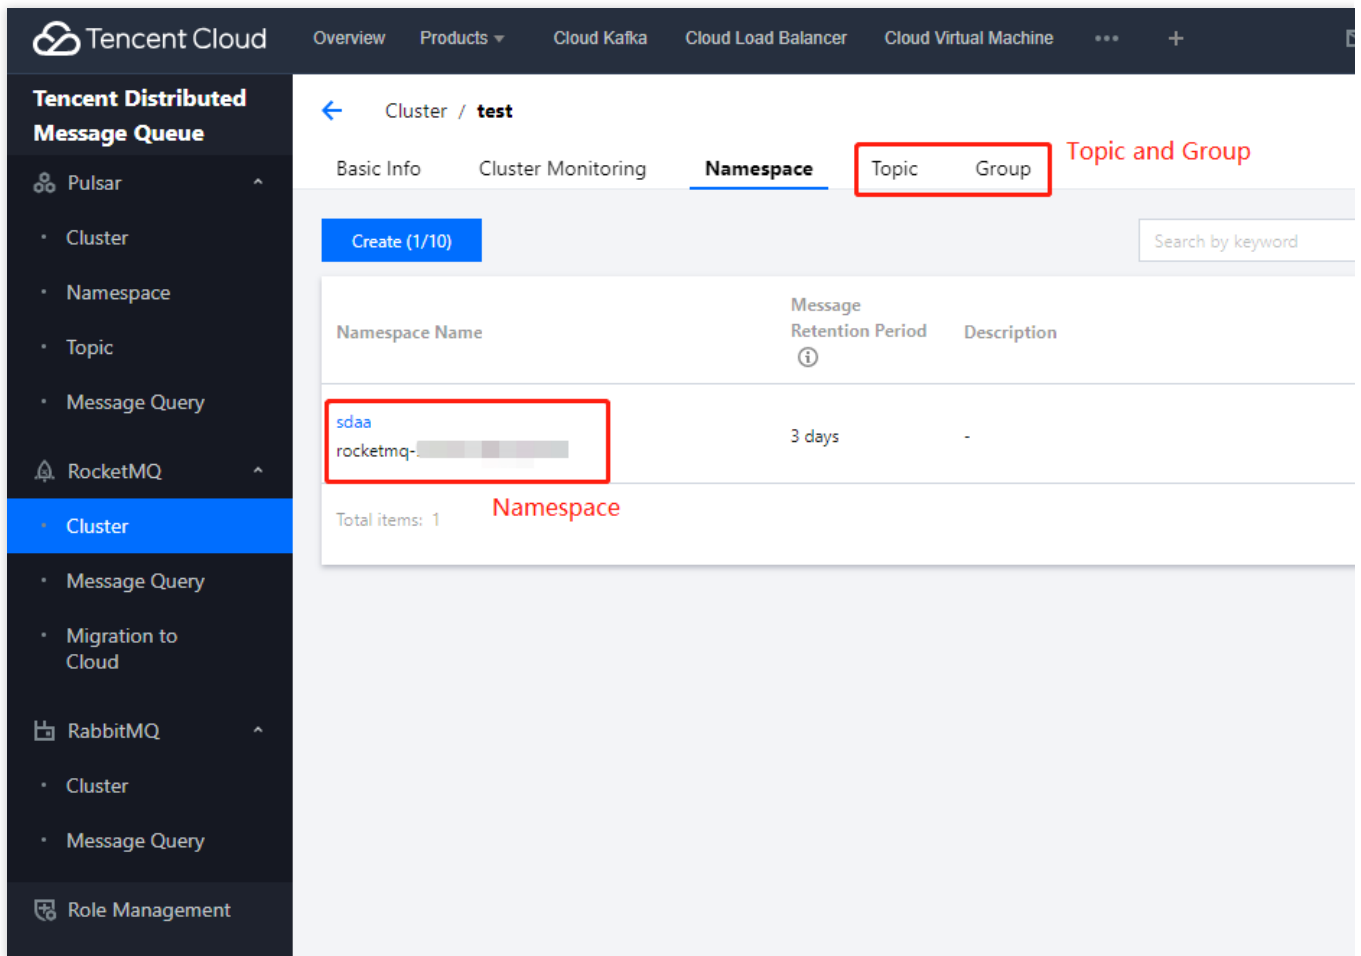 Tencent Cloud
Overview
Products
Cloud Kafka
Cloud Load Balancer
Cloud Virtual Machine
Tencent Distributed
Message Queue
Pulsar
Cluster
Namespace
Topic
Message Query
RocketMQ
Cluster
Message Query
Migration to
Cloud
RabbitMQ
Cluster
Message Query
Role Management
Cluster / test
Basic Info
Cluster Monitoring
Namespace
Topic
Group
Topic and Group
Create (1/10)
Search by keyword
Namespace Name
Message
Retention Period
Description
sdaa
rocketmq-
3 days
-
Namespace
Total items: 1